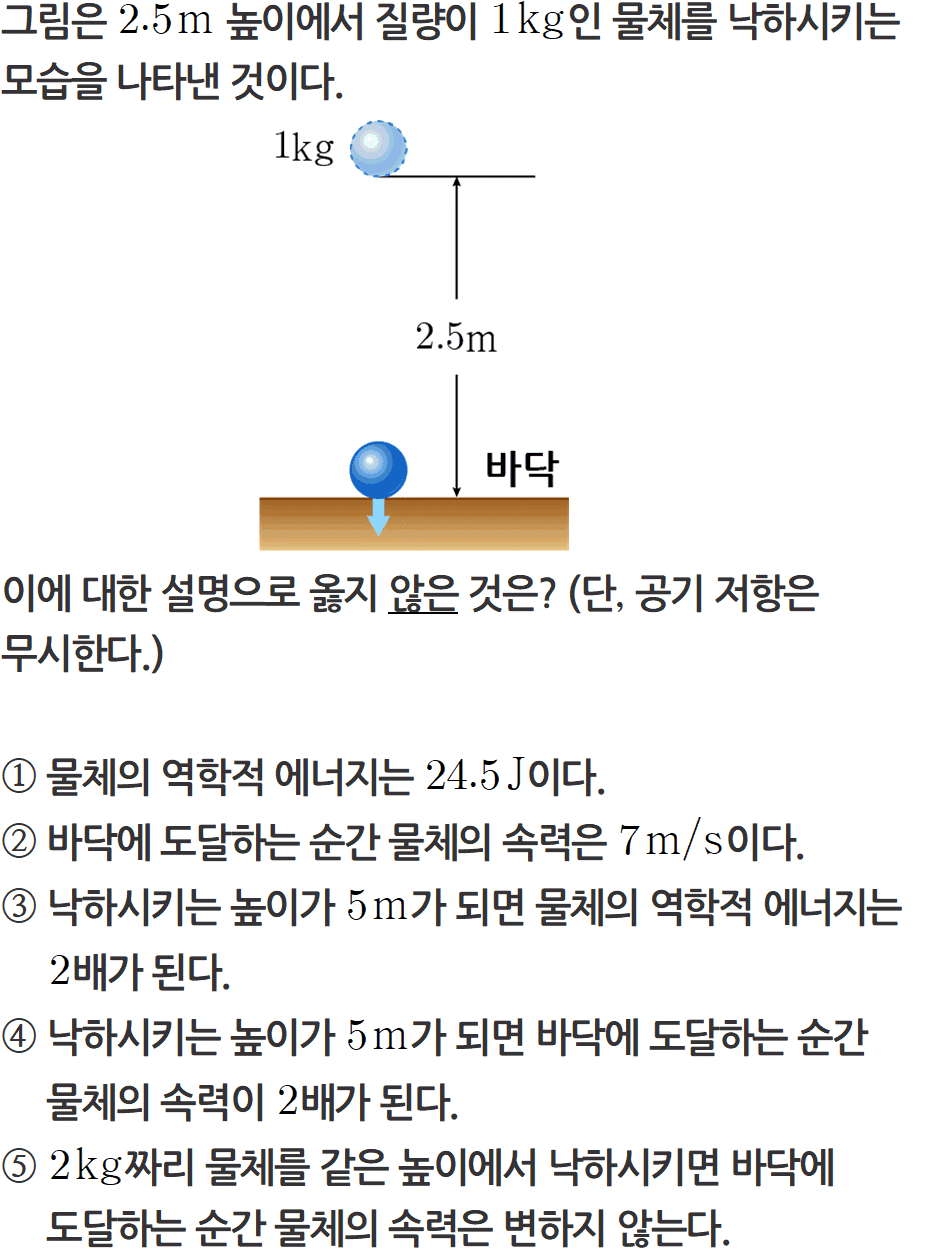 그림은 2.5 m 높이에서 질량이 1 kg인 물체를 낙하시키는
모습을 나타낸 것이다.
1kg
2.5m
바닥
이에 대한 설명으로 옳지 않은 것은? (단, 공기 저항은
무시한다.)
① 물체의 역학적 에너지는 24.5 J이다.
② 바닥에 도달하는 순간 물체의 속력은 7 m/s이다.
③ 낙하시키는 높이가 5 m가 되면 물체의 역학적 에너지는
2배가 된다.
④ 낙하시키는 높이가 5 m가 되면 바닥에 도달하는 순간
물체의 속력이 2배가 된다.
⑤ 2 kg짜리 물체를 같은 높이에서 낙하시키면 바닥에
도달하는 순간 물체의 속력은 변하지 않는다.